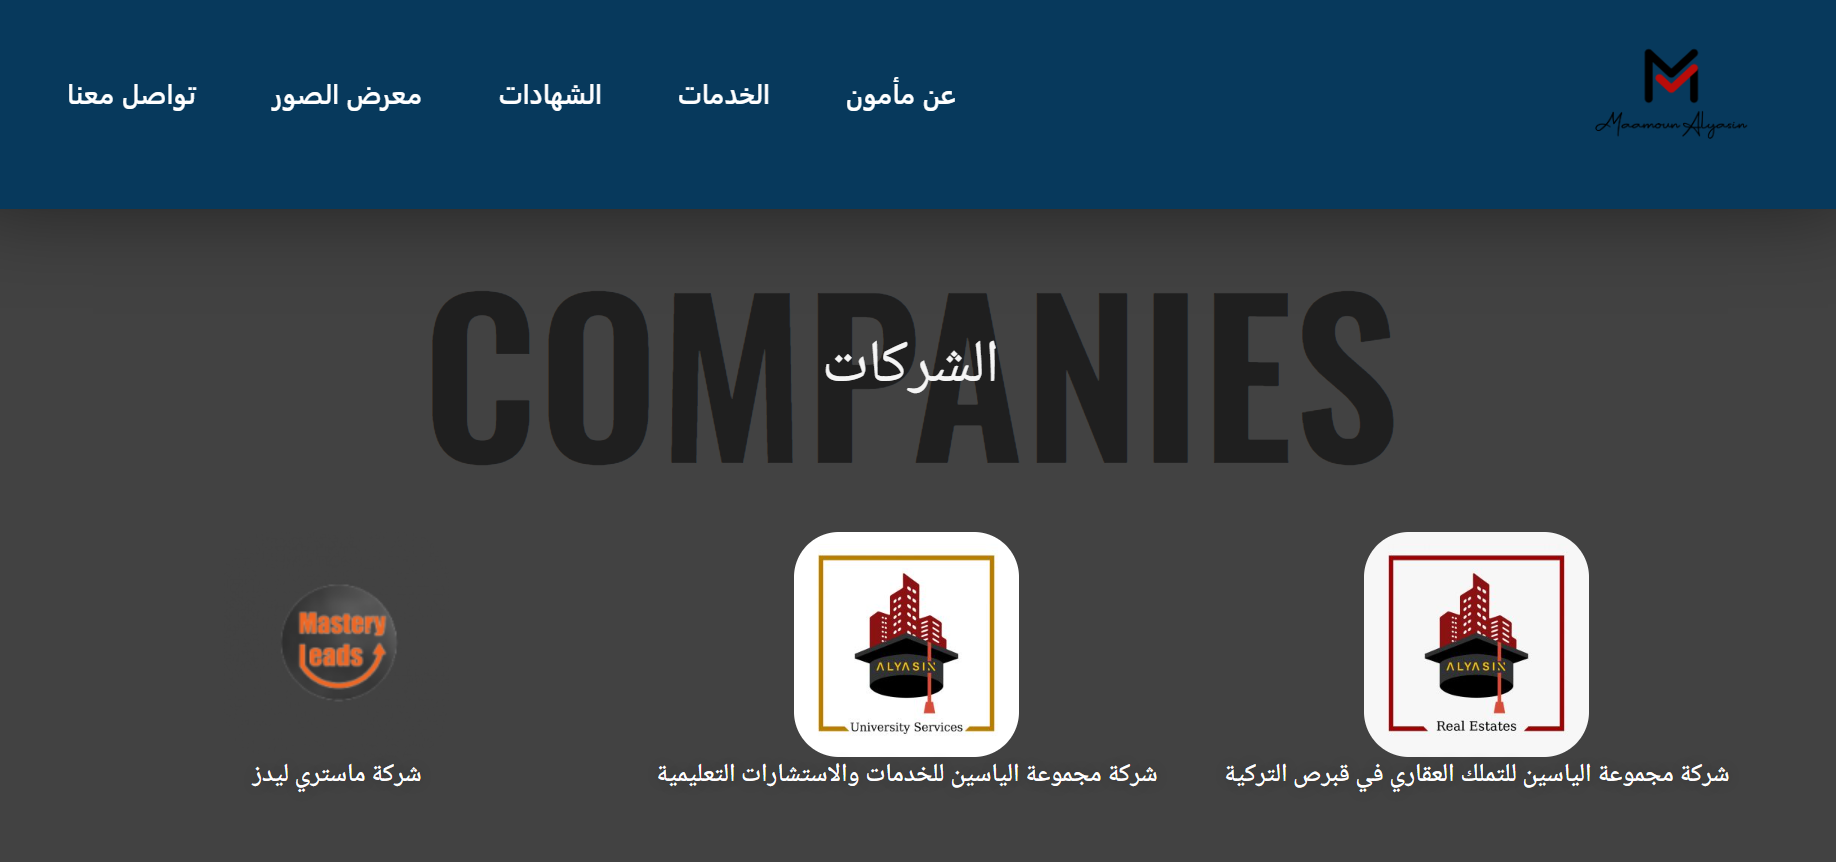 Maamoun Alyasin
عن مأمون
الخدمات
الشهادات
معرض الصور
تواصل معنا
COMPANIES
الشركات
ALYASIN
Real Estates
شركة مجموعة الياسين للتملك العقاري في قبرص التركية
ALYASIN
University Services
شركة مجموعة الياسين للخدمات والاستشارات التعليمية
Mastery
Leads
شركة ماستري ليدز